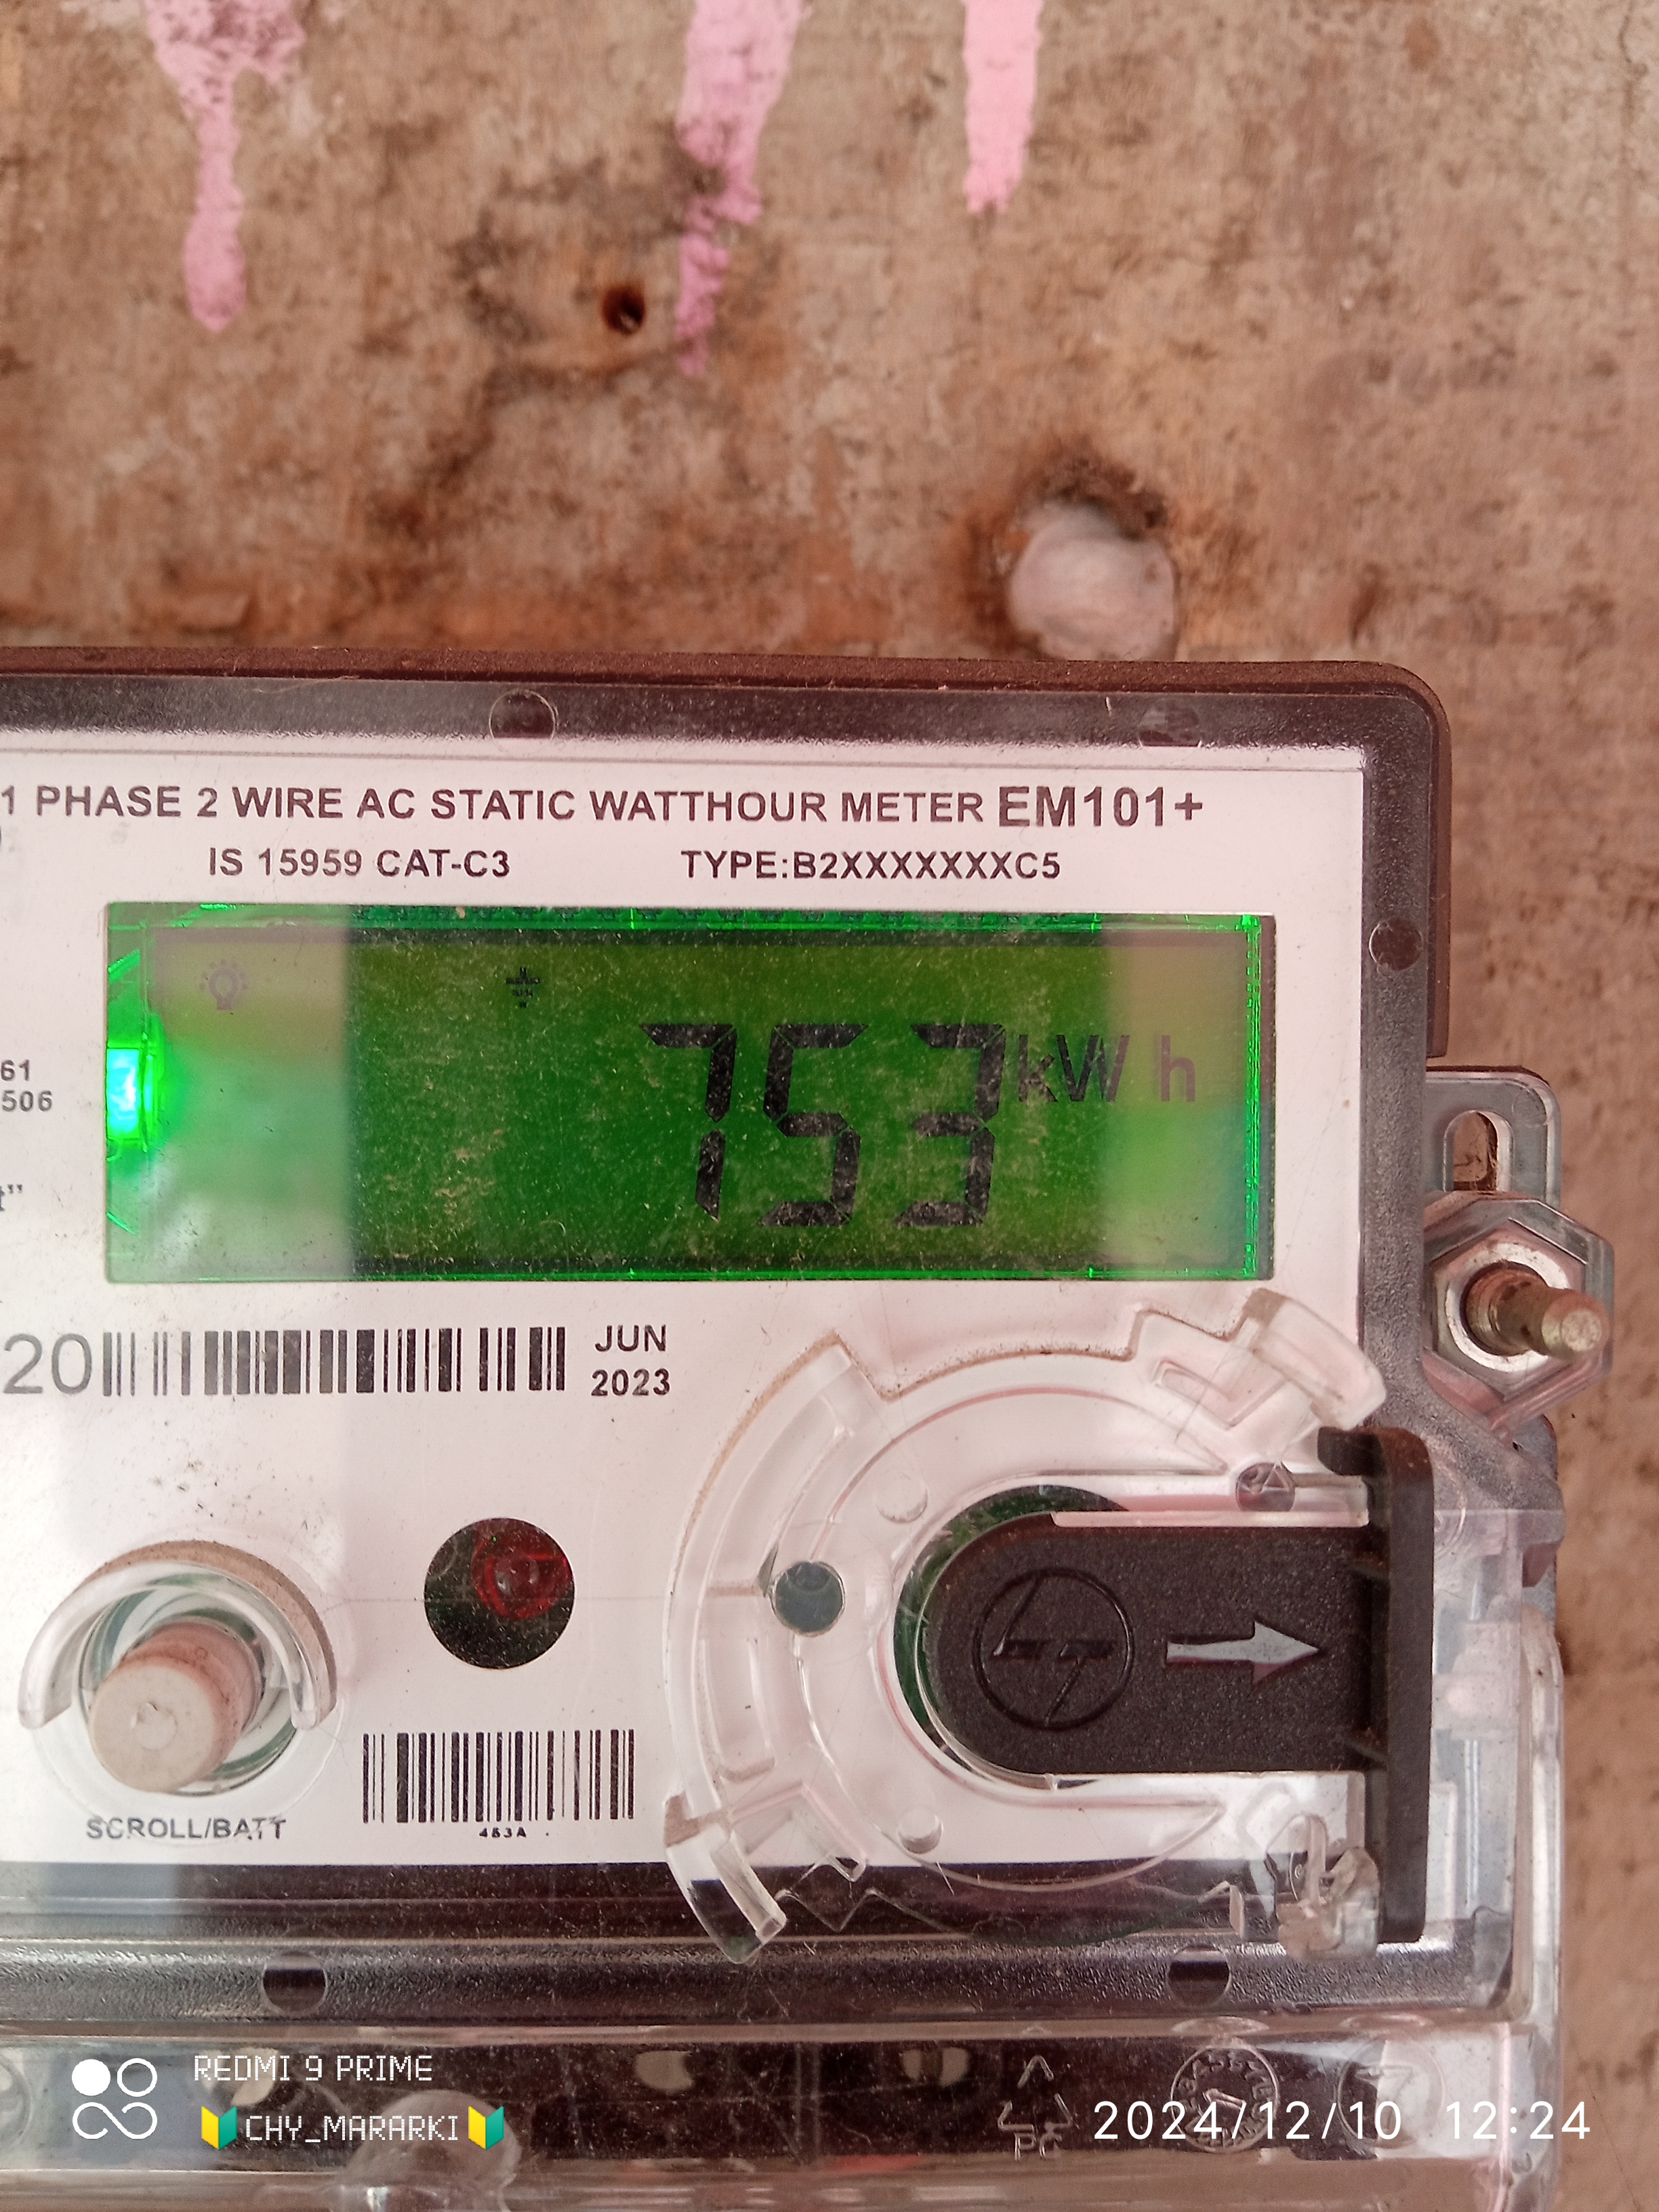 1 PHASE 2 WIRE AC STATIC WATTHOUR METER EM101+
IS 15959 CAT-C3 TYPE:B2XXXXXXXC5
753 kWh
61
506
t"
20 JUN
2023
SCROLL/BATT
453A
REDMI 9 PRIME
🔰CHY_MARARKI🔰
2024/12/10 12:24